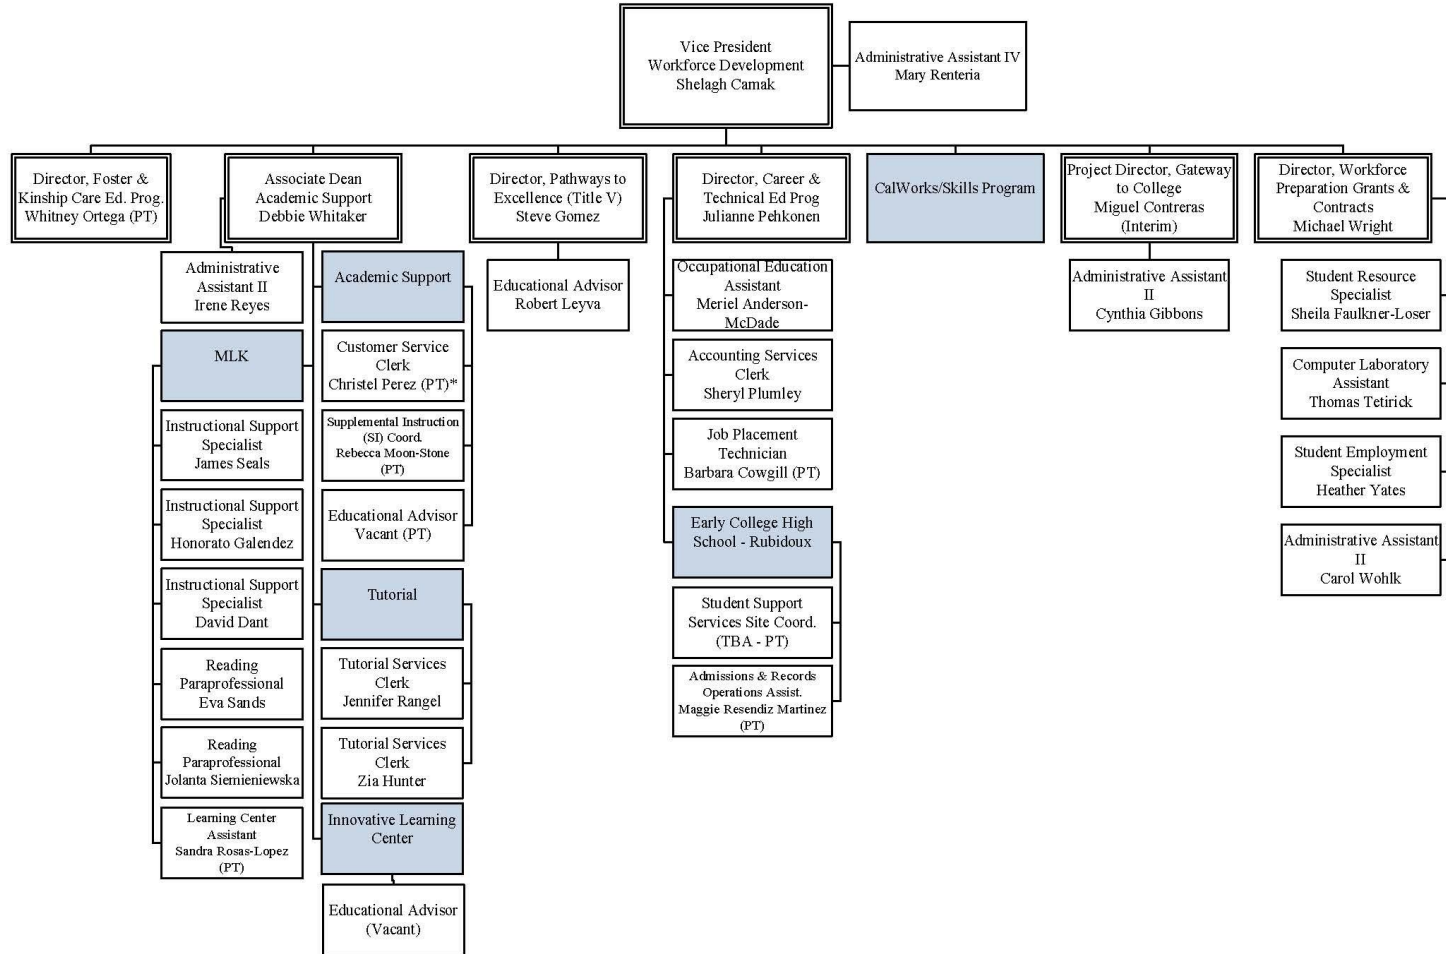 Vice President
Workforce Development
Shelagh Camak
Administrative Assistant IV
Mary Renteria
Director, Foster &
Kinship Care Ed. Prog.
Whitney Ortega (PT)
Associate Dean
Academic Support
Debbie Whitaker
Director, Pathways to
Excellence (Title V)
Steve Gomez
Director, Career &
Technical Ed Prog
Julianne Pehkonen
CalWorks/Skills Program
Project Director, Gateway
to College
Miguel Contreras
(Interim)
Director, Workforce
Preparation Grants &
Contracts
Michael Wright
Administrative
Assistant II
Irene Reyes
MLK
Instructional Support
Specialist
James Seals
Instructional Support
Specialist
Honorato Galendez
Instructional Support
Specialist
David Dant
Reading
Paraprofessional
Eva Sands
Reading
Paraprofessional
Jolanta Siemieniewska
Learning Center
Assistant
Sandra Rosas-Lopez
(PT)
Academic Support
Customer Service
Clerk
Christel Perez (PT)*
Supplemental Instruction
(SI) Coord.
Rebecca Moon-Stone
(PT)
Educational Advisor
Vacant (PT)
Tutorial
Tutorial Services
Clerk
Jennifer Rangel
Tutorial Services
Clerk
Zia Hunter
Innovative Learning
Center
Educational Advisor
(Vacant)
Educational Advisor
Robert Leyva
Occupational Education
Assistant
Meriel Anderson-
McDade
Accounting Services
Clerk
Sheryl Plumley
Job Placement
Technician
Barbara Cowgill (PT)
Early College High
School - Rubidoux
Student Support
Services Site Coord.
(TBA - PT)
Admissions & Records
Operations Assist.
Maggie Resendiz Martinez
(PT)
Administrative Assistant
II
Cynthia Gibbons
Student Resource
Specialist
Sheila Faulkner-Loser
Computer Laboratory
Assistant
Thomas Tetirick
Student Employment
Specialist
Heather Yates
Administrative Assistant
II
Carol Wohlk